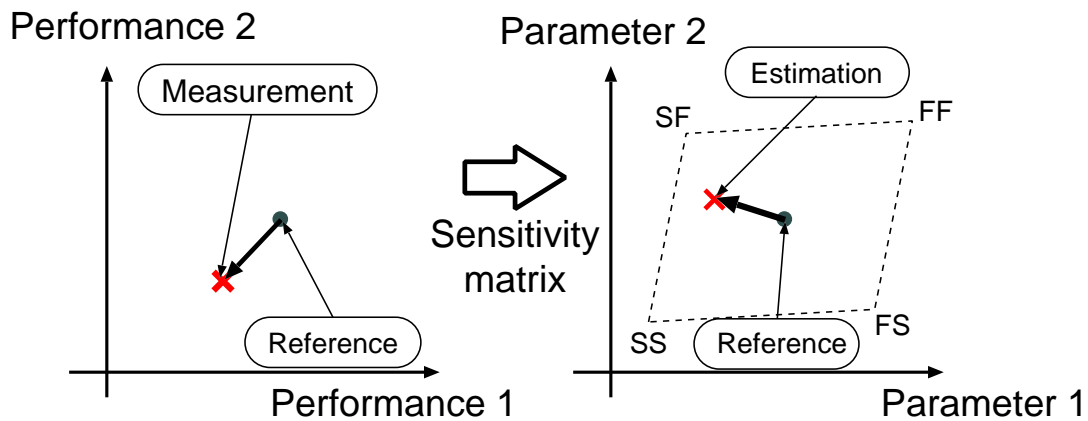 Performance 2
Measurement
Reference
Performance 1
Sensitivity
matrix
Parameter 2
Estimation
SF
FF
SS
FS
Reference
Parameter 1